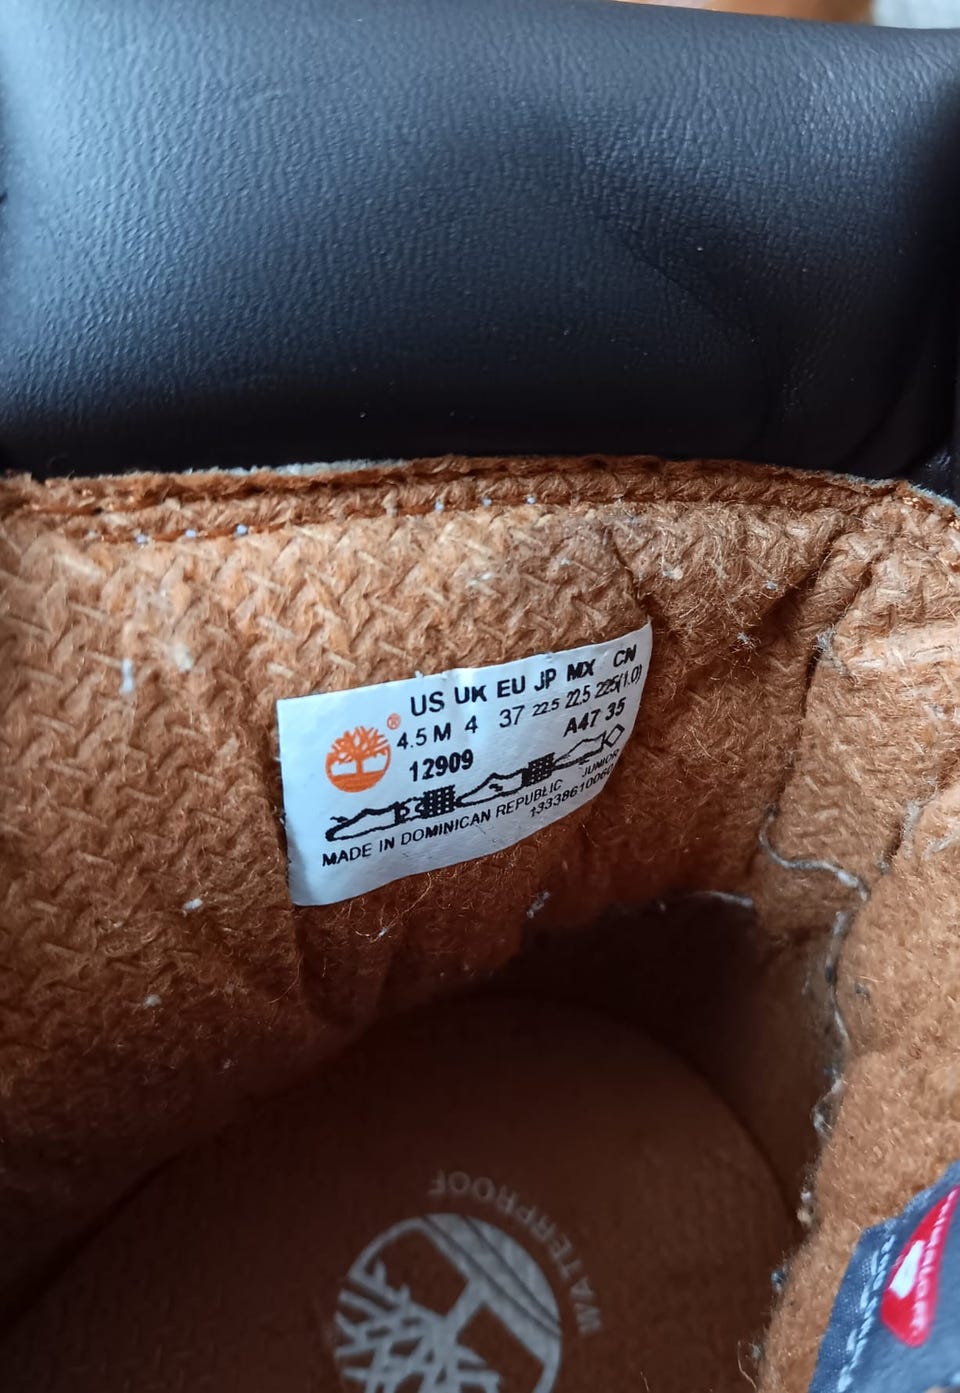 US UK EU JP MX CN
4.5 M 4 37 22.5 22.5 225(1.0)
12909 A47 35
JUNIOR
MADE IN DOMINICAN REPUBLIC
WATERPROOF